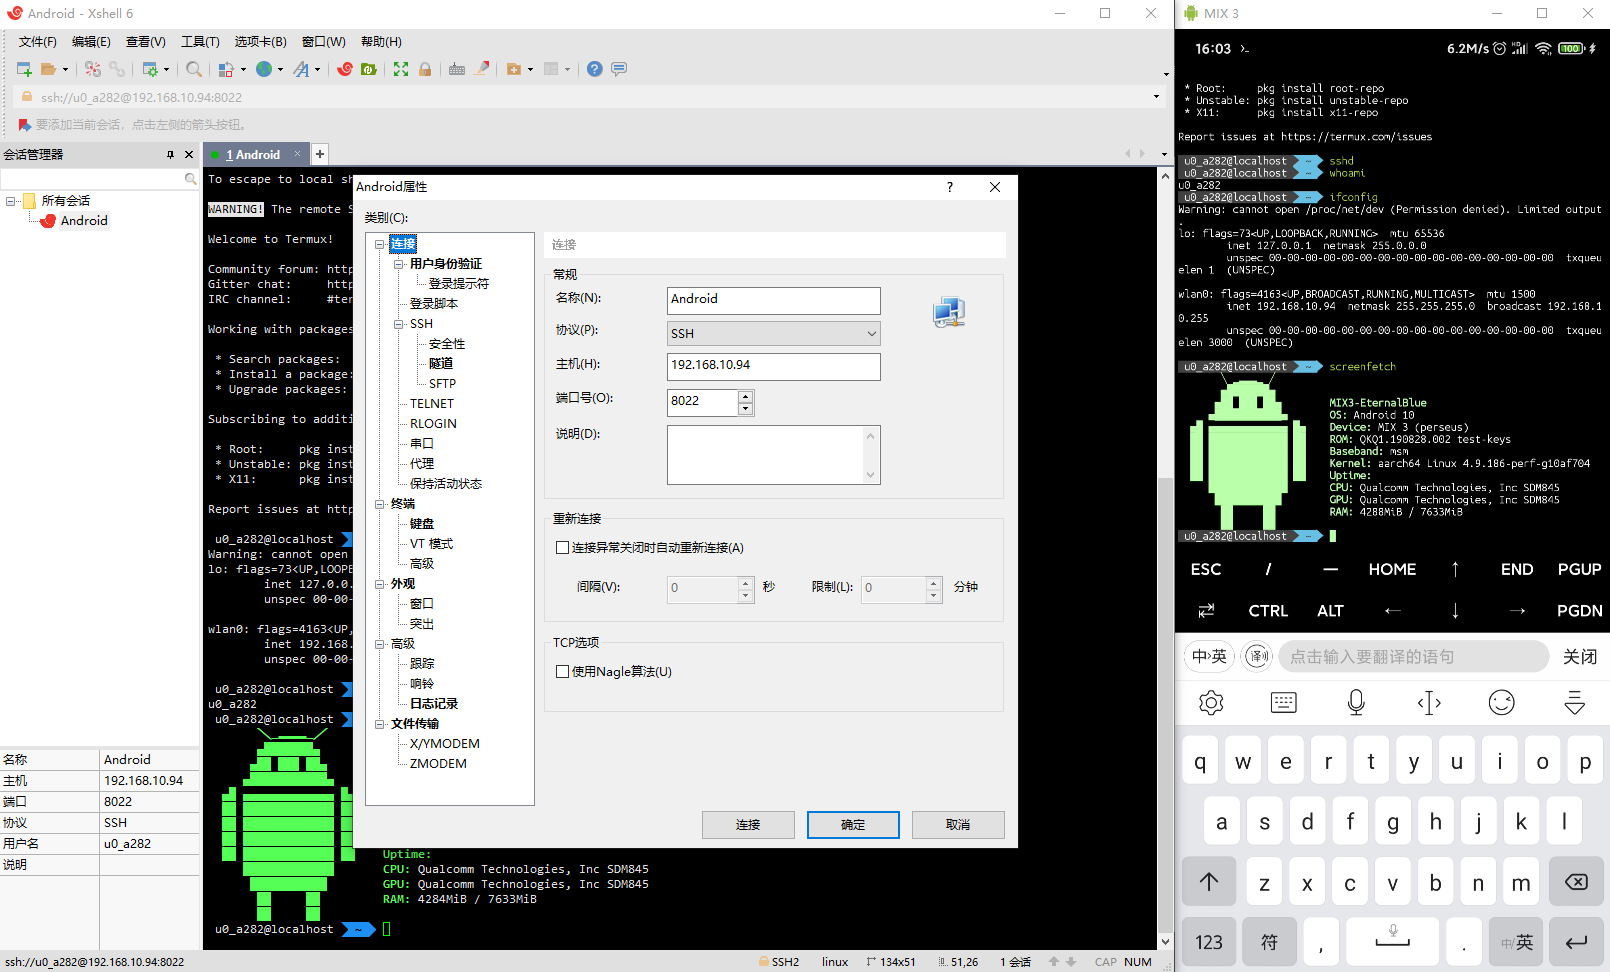 Android - Xshell 6
文件(F) 编辑(E) 查看(V) 工具(T) 选项卡(B) 窗口(W) 帮助(H)
ssh://u0_a282@192.168.10.94:8022
要添加当前会话，点击左侧的箭头按钮。
会话管理器
所有会话
Android
名称 Android
主机 192.168.10.94
端口 8022
协议 SSH
用户名 u0_a282
说明
1 Android
To escape to local sh
WARNING! The remote S
Welcome to Termux!
Community forum: http
Gitter chat: http
IRC channel: #ter
Working with packages
* Search packages:
* Install a package:
* Upgrade packages:
Subscribing to additi
* Root: pkg inst
* Unstable: pkg inst
* X11: pkg inst
Report issues at http
u0_a282@localhost
Warning: cannot open
lo: flags=73<UP,LOOPB
inet 127.0.0.
unspec 00-00-
wlan0: flags=4163<UP,
inet 192.168.
unspec 00-00-
u0_a282@localhost
u0_a282
u0_a282@localhost
Uptime:
CPU: Qualcomm Technologies, Inc SDM845
GPU: Qualcomm Technologies, Inc SDM845
RAM: 4284MiB / 7633MiB
u0_a282@localhost ~
Android属性
?
类别(C):
连接
用户身份验证
登录提示符
登录脚本
SSH
安全性
隧道
SFTP
TELNET
RLOGIN
串口
代理
保持活动状态
终端
键盘
VT 模式
高级
外观
窗口
突出
高级
跟踪
响铃
日志记录
文件传输
X/YMODEM
ZMODEM
连接
常规
名称(N): Android
协议(P): SSH
主机(H): 192.168.10.94
端口号(O): 8022
说明(D):
重新连接
连接异常关闭时自动重新连接(A)
间隔(V): 0 秒 限制(L): 0 分钟
TCP选项
使用Nagle算法(U)
连接 确定 取消
ssh://u0_a282@192.168.10.94:8022 SSH2 linux 134x51 51,26 1 会话 CAP NUM
MIX 3
16:03 6.2M/s HD 100
* Root: pkg install root-repo
* Unstable: pkg install unstable-repo
* X11: pkg install x11-repo
Report issues at https://termux.com/issues
u0_a282@localhost ~ sshd
u0_a282@localhost ~ whoami
u0_a282
u0_a282@localhost ~ ifconfig
Warning: cannot open /proc/net/dev (Permission denied). Limited output
.
lo: flags=73<UP,LOOPBACK,RUNNING> mtu 65536
inet 127.0.0.1 netmask 255.0.0.0
unspec 00-00-00-00-00-00-00-00-00-00-00-00-00-00-00-00 txqueu
elen 1 (UNSPEC)
wlan0: flags=4163<UP,BROADCAST,RUNNING,MULTICAST> mtu 1500
inet 192.168.10.94 netmask 255.255.255.0 broadcast 192.168.1
0.255
unspec 00-00-00-00-00-00-00-00-00-00-00-00-00-00-00-00 txqueu
elen 3000 (UNSPEC)
u0_a282@localhost ~ screenfetch
MIX3-EternalBlue
OS: Android 10
Device: MIX 3 (perseus)
ROM: QKQ1.190828.002 test-keys
Baseband: msm
Kernel: aarch64 Linux 4.9.186-perf-g10af704
Uptime:
CPU: Qualcomm Technologies, Inc SDM845
GPU: Qualcomm Technologies, Inc SDM845
RAM: 4288MiB / 7633MiB
u0_a282@localhost ~
ESC / — HOME ↑ END PGUP
⇄ CTRL ALT ← ↓ → PGDN
中›英 译 点击输入要翻译的语句 关闭
q w e r t y u i o p
a s d f g h j k l
z x c v b n m
123 符 , . 中/英